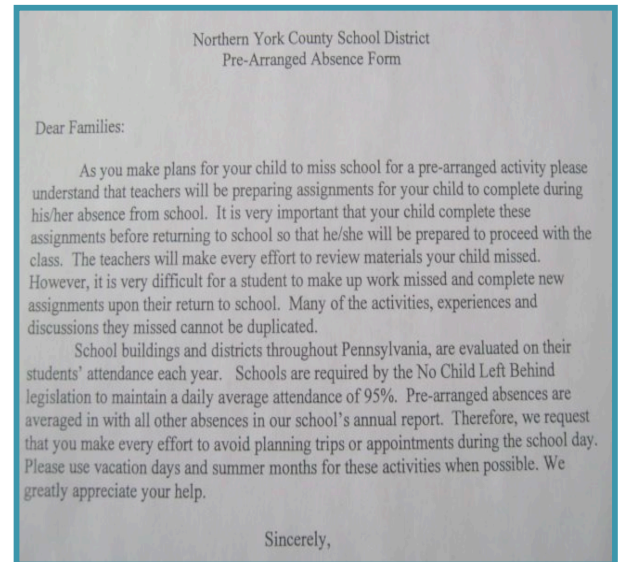 Northern York County School District
Pre-Arranged Absence Form
Dear Families:
As you make plans for your child to miss school for a pre-arranged activity please
understand that teachers will be preparing assignments for your child to complete during
his/her absence from school. It is very important that your child complete these
assignments before returning to school so that he/she will be prepared to proceed with the
class. The teachers will make every effort to review materials your child missed.
However, it is very difficult for a student to make up work missed and complete new
assignments upon their return to school. Many of the activities, experiences and
discussions they missed cannot be duplicated.
School buildings and districts throughout Pennsylvania, are evaluated on their
students' attendance each year. Schools are required by the No Child Left Behind
legislation to maintain a daily average attendance of 95%. Pre-arranged absences are
averaged in with all other absences in our school's annual report. Therefore, we request
that you make every effort to avoid planning trips or appointments during the school day.
Please use vacation days and summer months for these activities when possible. We
greatly appreciate your help.
Sincerely,